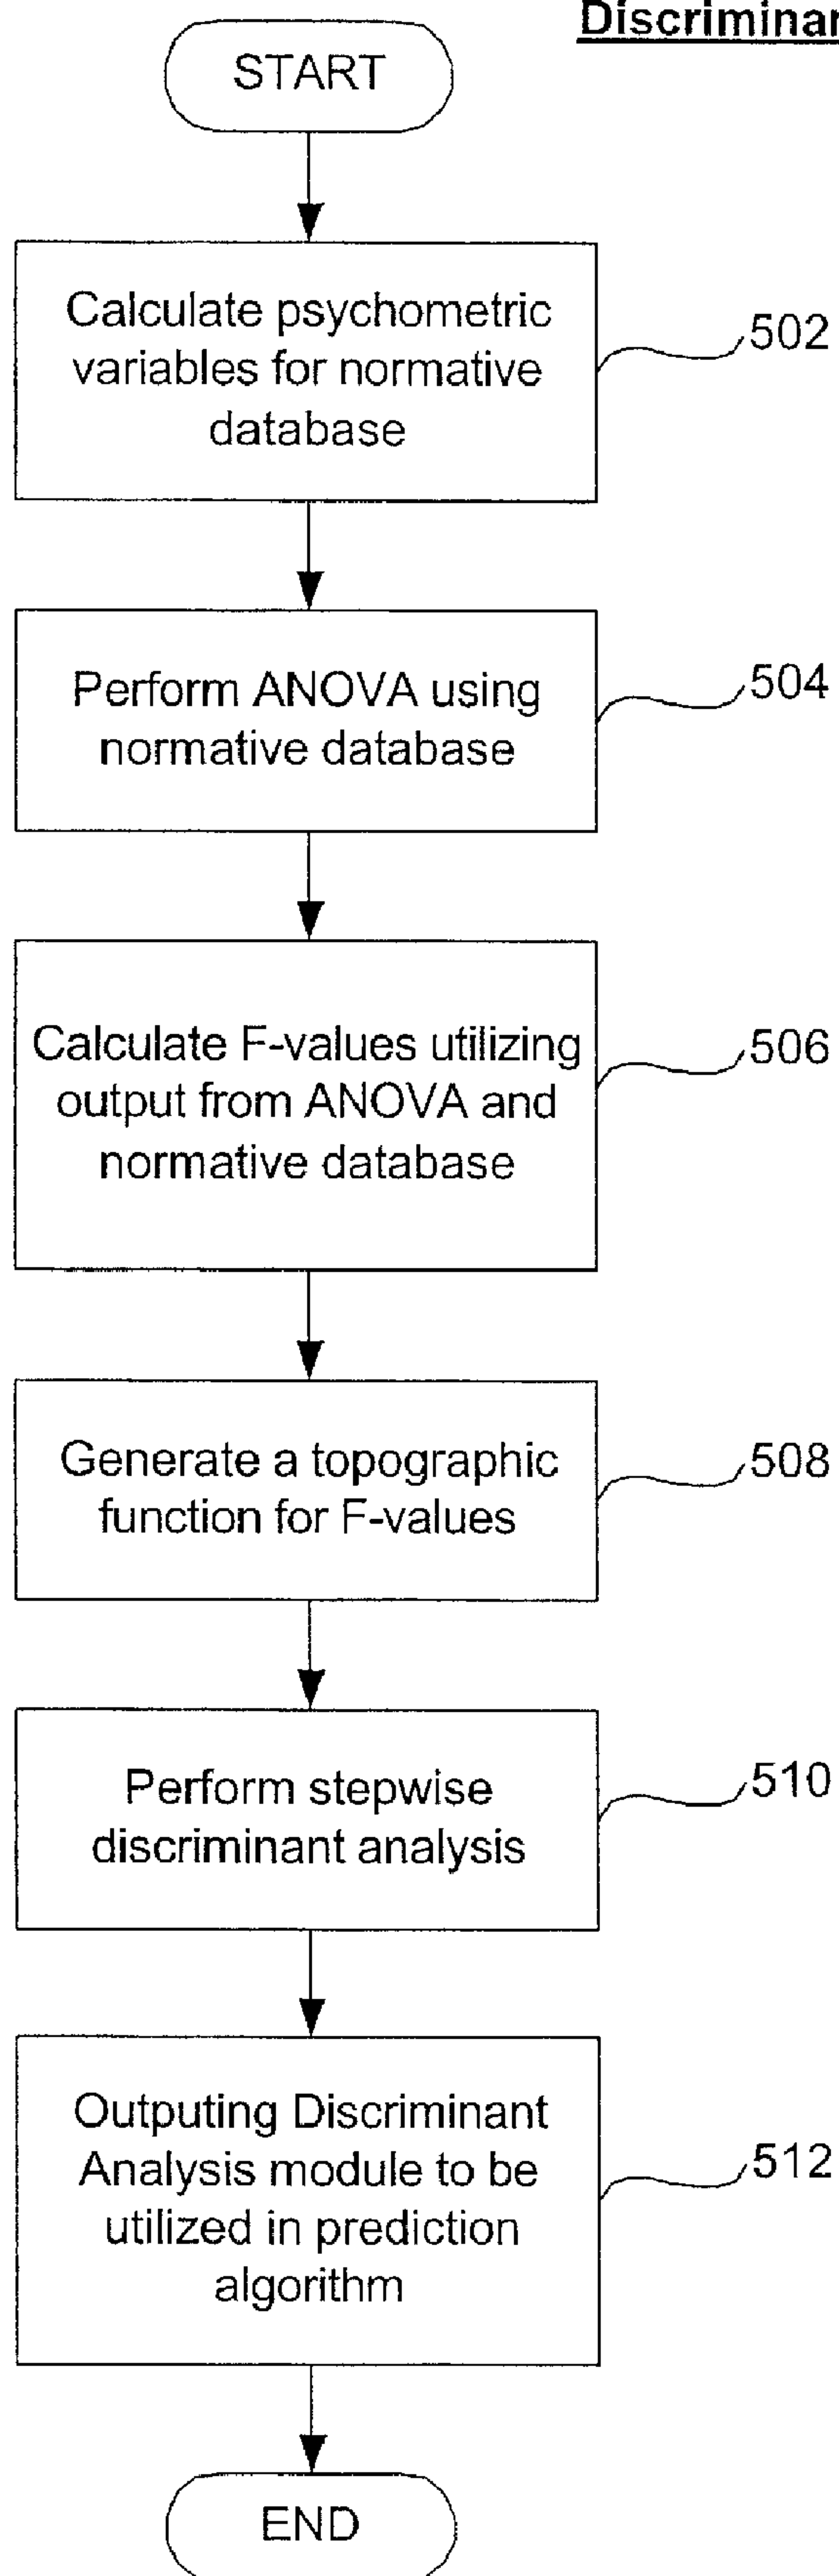 Discriminan
START
Calculate psychometric
variables for normative
database
502
Perform ANOVA using
normative database
504
Calculate F-values utilizing
output from ANOVA and
normative database
506
Generate a topographic
function for F-values
508
Perform stepwise
discriminant analysis
510
Outputing Discriminant
Analysis module to be
utilized in prediction
algorithm
512
END